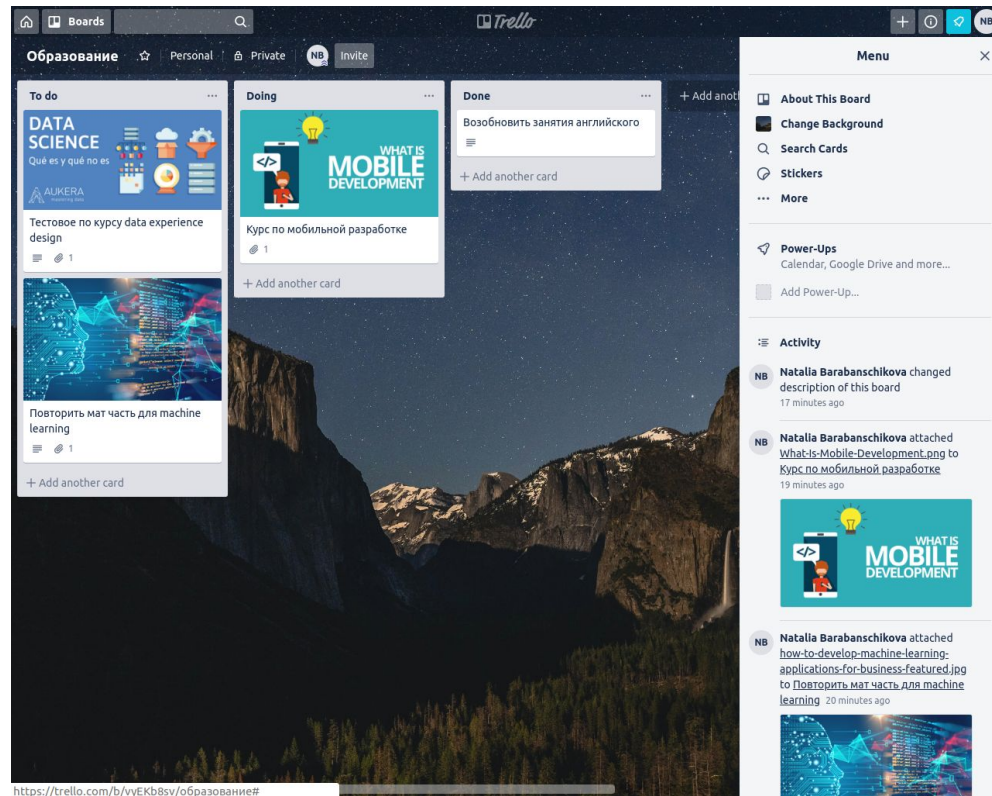 Boards
Trello
NB
Образование
Personal
Private
NB
Invite
To do
DATA
SCIENCE
Qué es y qué no es
AUKERA
Тестовое по курсу data experience
design
1
Повторить мат часть для machine
learning
1
+ Add another card
Doing
WHAT IS
MOBILE
DEVELOPMENT
Курс по мобильной разработке
1
+ Add another card
Done
Возобновить занятия английского
+ Add another card
+ Add anot
Menu
About This Board
Change Background
Search Cards
Stickers
More
Power-Ups
Calendar, Google Drive and more...
Add Power-Up...
Activity
NB
Natalia Barabanschikova changed
description of this board
17 minutes ago
NB
Natalia Barabanschikova attached
What-Is-Mobile-Development.png to
Курс по мобильной разработке
19 minutes ago
WHAT IS
MOBILE
DEVELOPMENT
NB
Natalia Barabanschikova attached
how-to-develop-machine-learning-
applications-for-business-featured.jpg
to Повторить мат часть для machine
learning 20 minutes ago
https://trello.com/b/vyEKb8sv/образование#